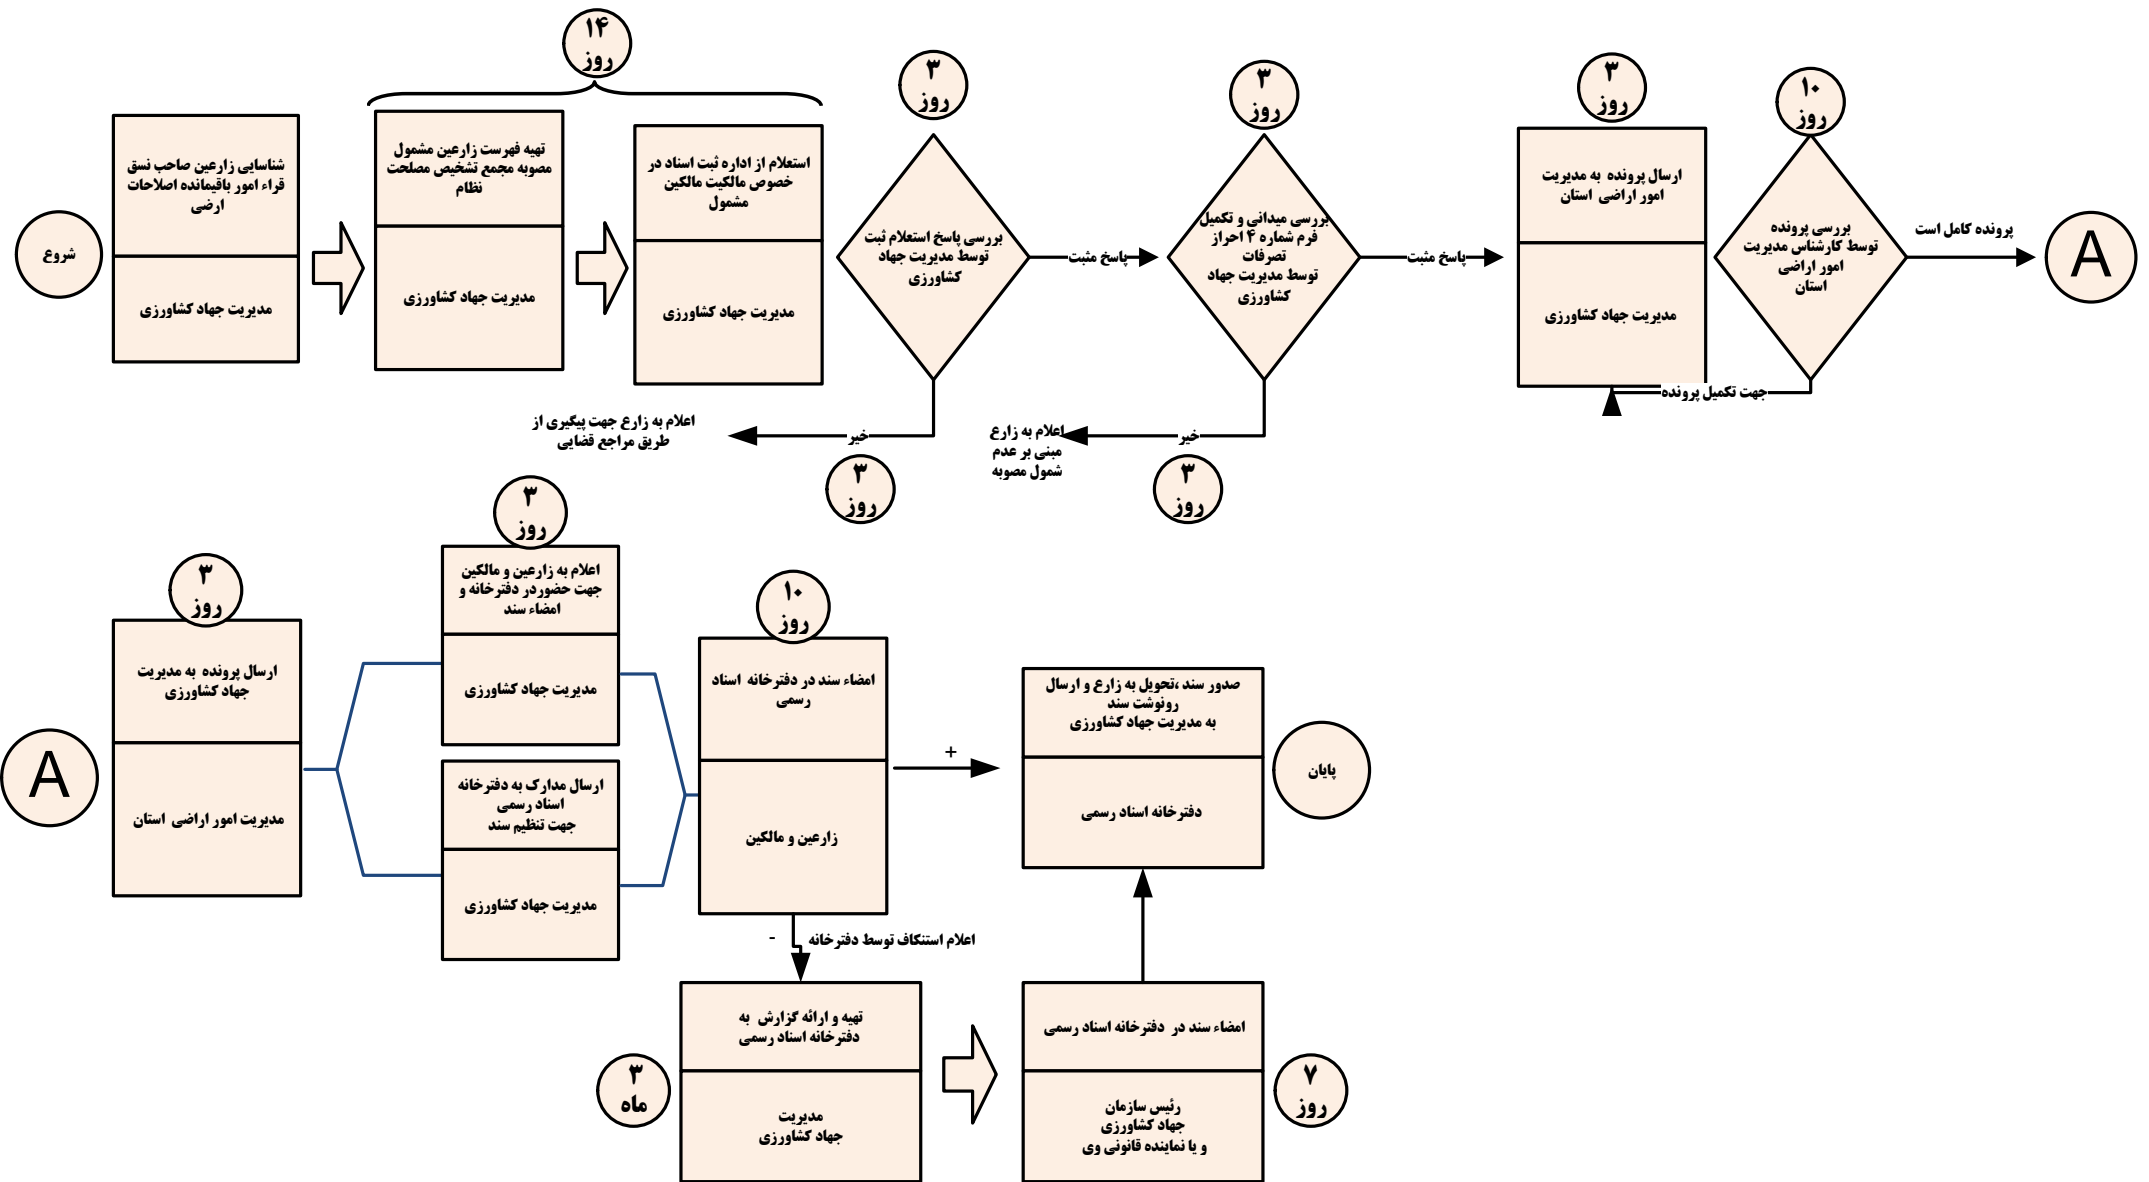 شروع
شناسایی زارعین صاحب نسق
قراء امور باقیمانده اصلاحات
ارضی
مدیریت جهاد کشاورزی
۱۴
روز
تهیه فهرست زارعین مشمول
مصوبه مجمع تشخیص مصلحت
نظام
مدیریت جهاد کشاورزی
استعلام از اداره ثبت اسناد در
خصوص مالکیت مالکین
مشمول
مدیریت جهاد کشاورزی
۳
روز
بررسی پاسخ استعلام ثبت
توسط مدیریت جهاد
کشاورزی
پاسخ مثبت
خیر
۳
روز
اعلام به زارع جهت پیگیری از
طریق مراجع قضایی
۳
روز
بررسی میدانی و تکمیل
فرم شماره ۴ احراز
تصرفات
توسط مدیریت جهاد
کشاورزی
پاسخ مثبت
خیر
۳
روز
اعلام به زارع
مبنی بر عدم
شمول مصوبه
۳
روز
ارسال پرونده به مدیریت
امور اراضی استان
مدیریت جهاد کشاورزی
۱۰
روز
بررسی پرونده
توسط کارشناس مدیریت
امور اراضی
استان
جهت تکمیل پرونده
پرونده کامل است
A
A
۳
روز
ارسال پرونده به مدیریت
جهاد کشاورزی
مدیریت امور اراضی استان
۳
روز
اعلام به زارعین و مالکین
جهت حضوردر دفترخانه و
امضاء سند
مدیریت جهاد کشاورزی
ارسال مدارک به دفترخانه
اسناد رسمی
جهت تنظیم سند
مدیریت جهاد کشاورزی
۱۰
روز
امضاء سند در دفترخانه اسناد
رسمی
زارعین و مالکین
+
صدور سند ،تحویل به زارع و ارسال
رونوشت سند
به مدیریت جهاد کشاورزی
دفترخانه اسناد رسمی
پایان
-
اعلام استنکاف توسط دفترخانه
۳
ماه
تهیه و ارائه گزارش به
دفترخانه اسناد رسمی
مدیریت
جهاد کشاورزی
امضاء سند در دفترخانه اسناد رسمی
رئیس سازمان
جهاد کشاورزی
و یا نماینده قانونی وی
۷
روز